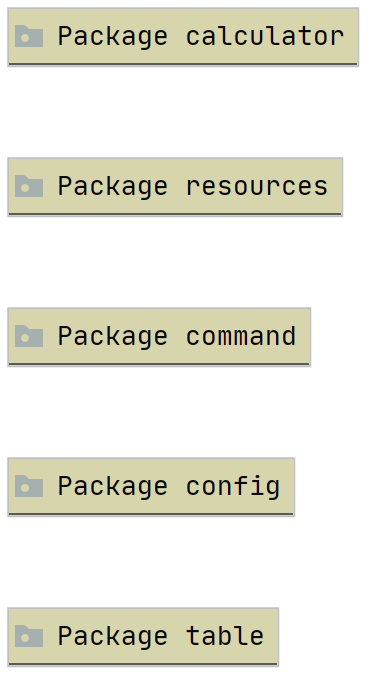 Package calculator
Package resources
Package command
Package config
Package table